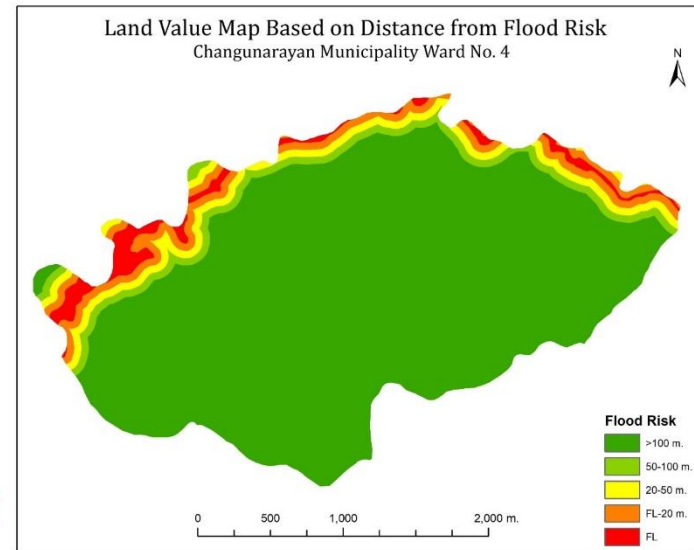 Land Value Map Based on Distance from Flood Risk
Changunarayan Municipality Ward No. 4
N
Flood Risk
>100 m.
50-100 m.
20-50 m.
FL-20 m.
FL
0 500 1,000 2,000 m.